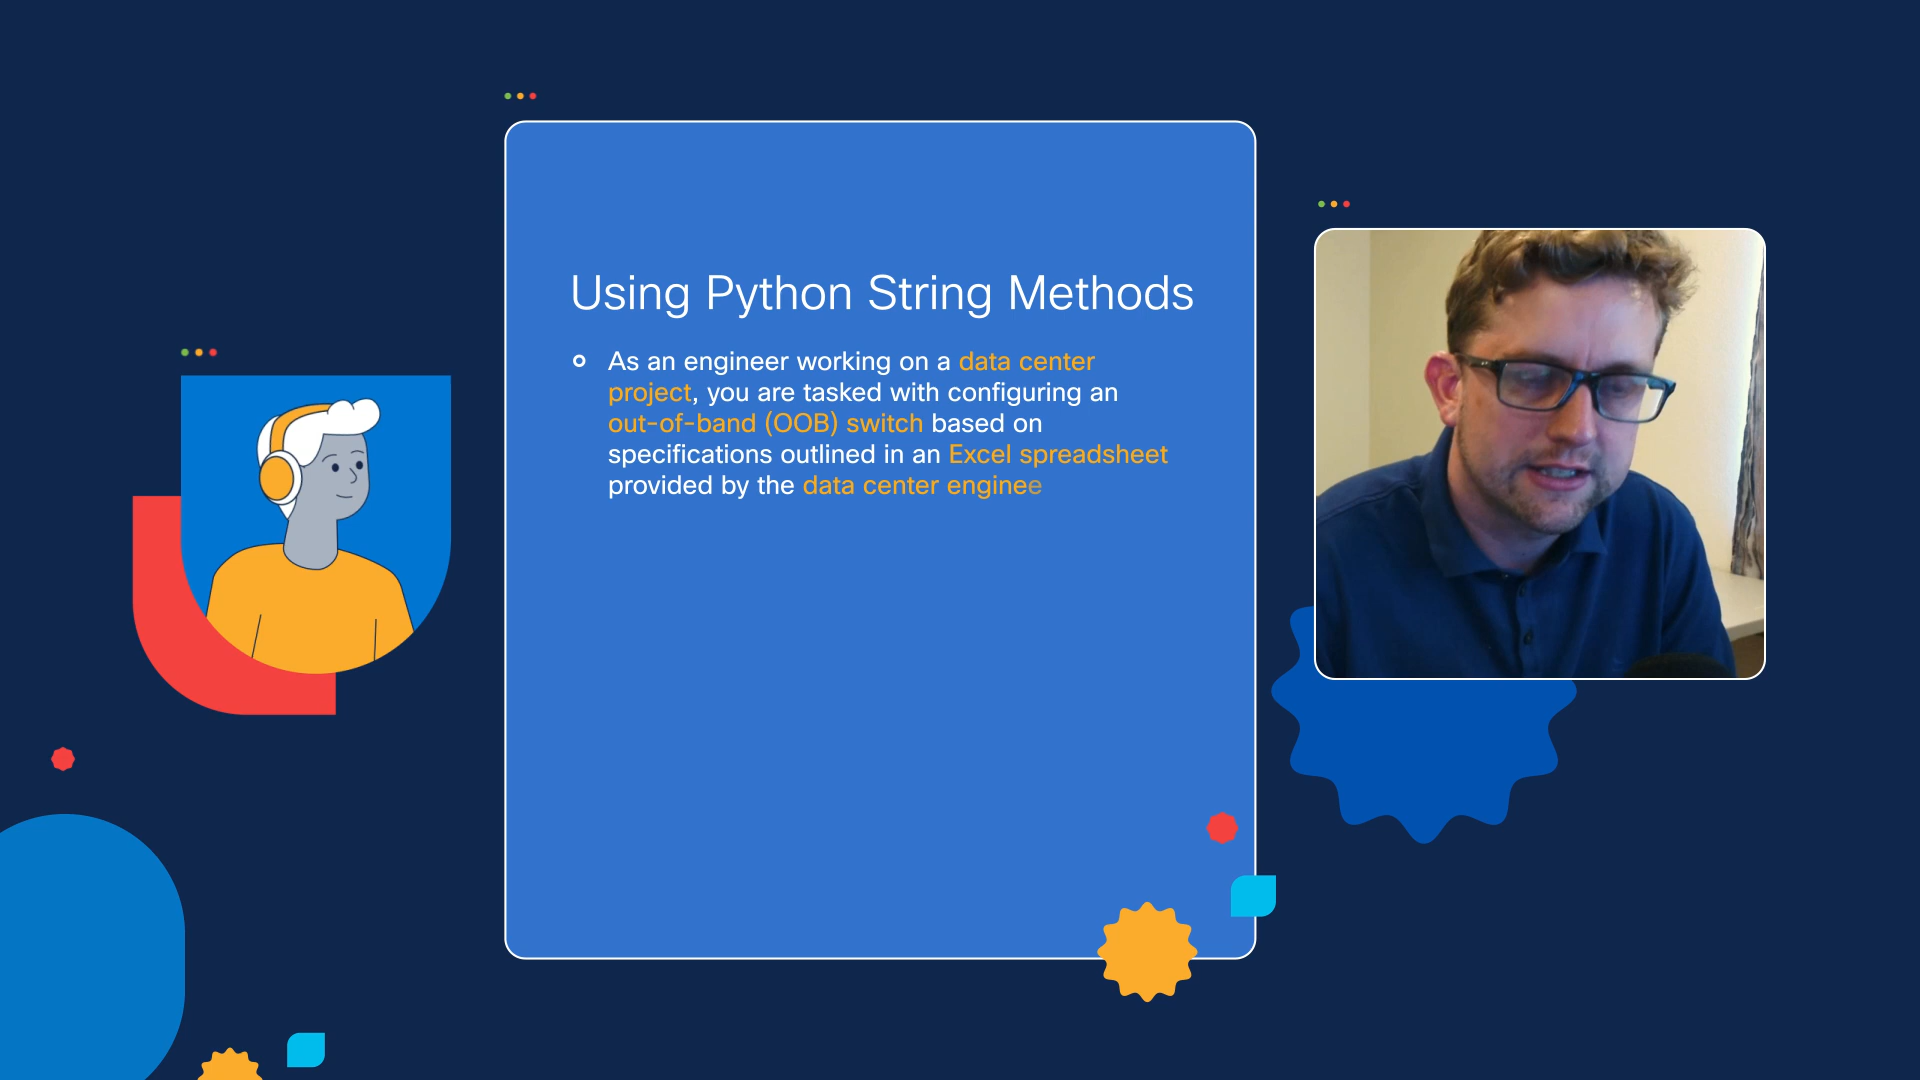 Using Python String Methods
As an engineer working on a data center
project, you are tasked with configuring an
out-of-band (OOB) switch based on
specifications outlined in an Excel spreadsheet
provided by the data center enginee